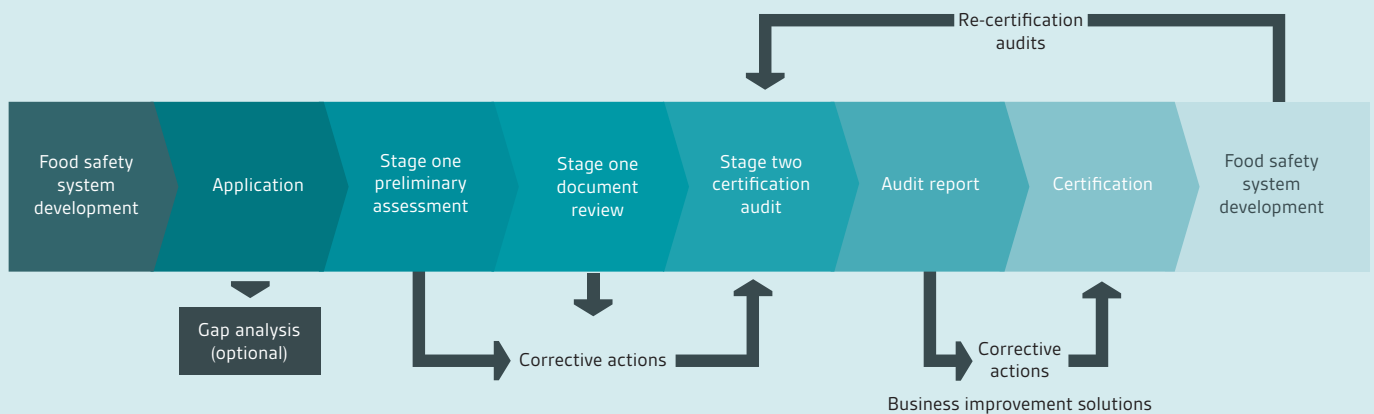 Re-certification
audits
Food safety
system
development
Application
Stage one
preliminary
assessment
Stage one
document
review
Stage two
certification
audit
Audit report
Certification
Food safety
system
development
Gap analysis
(optional)
Corrective actions
Corrective
actions
Business improvement solutions